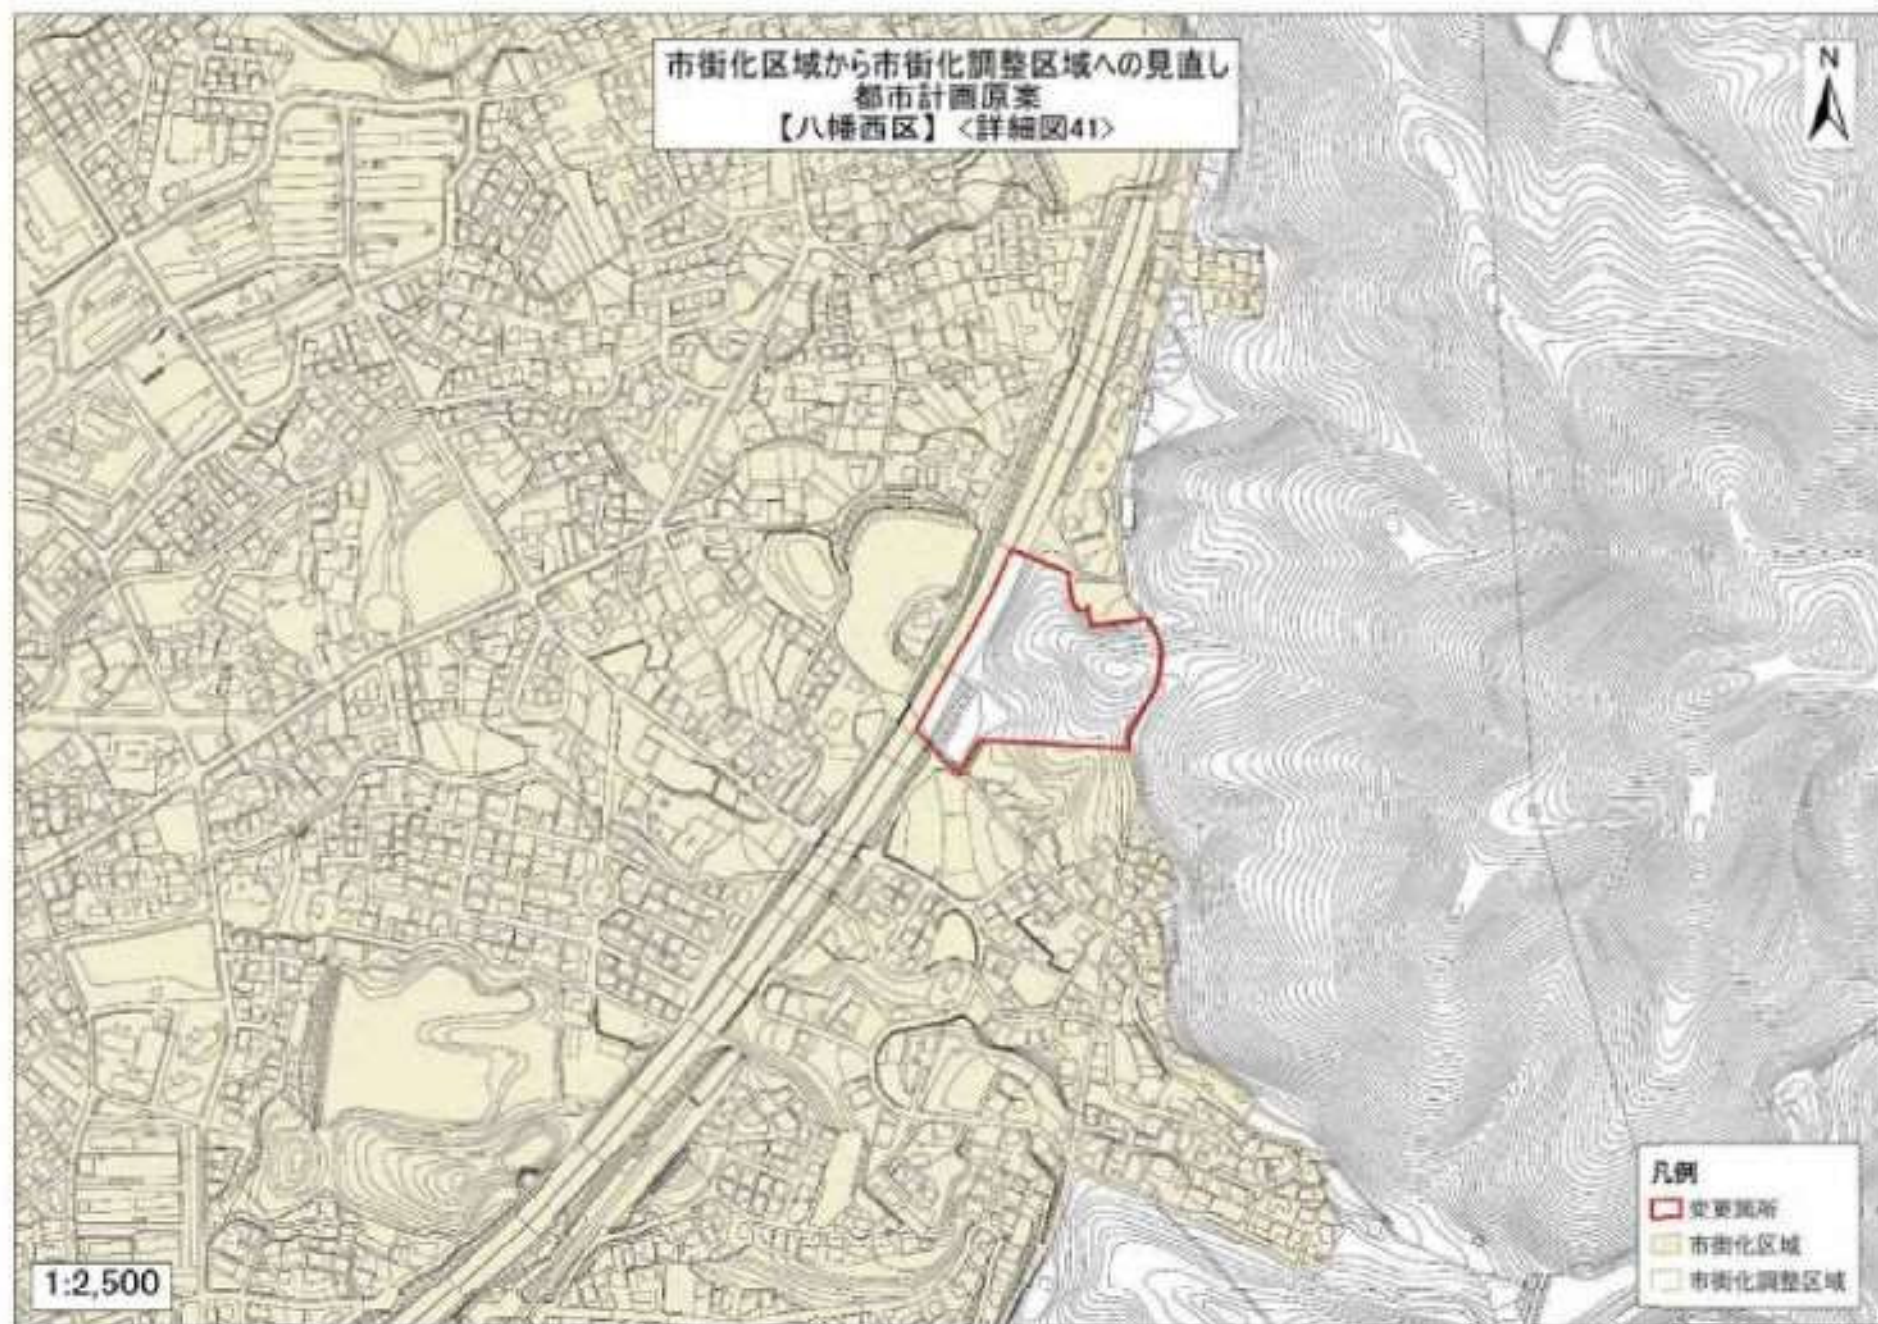 市街化区域から市街化調整区域への見直し
都市計画原案
【八幡西区】<詳細図41>
N
凡例
変更箇所
市街化区域
市街化調整区域
1:2,500